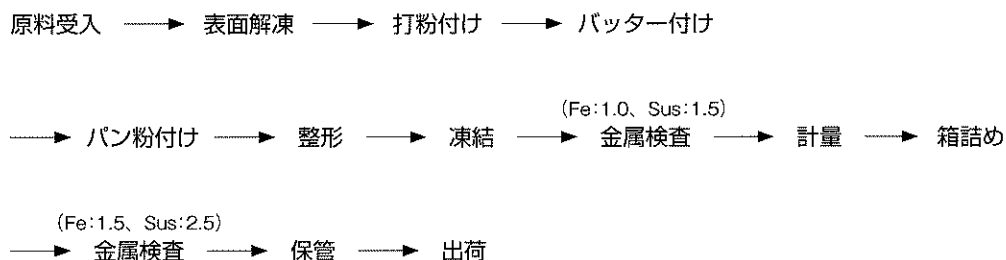 原料受入 → 表面解凍 → 打粉付け → バッター付け
(Fe:1.0、Sus:1.5)
→ パン粉付け → 整形 → 凍結 → 金属検査 → 計量 → 箱詰め
(Fe:1.5、Sus:2.5)
→ 金属検査 → 保管 → 出荷